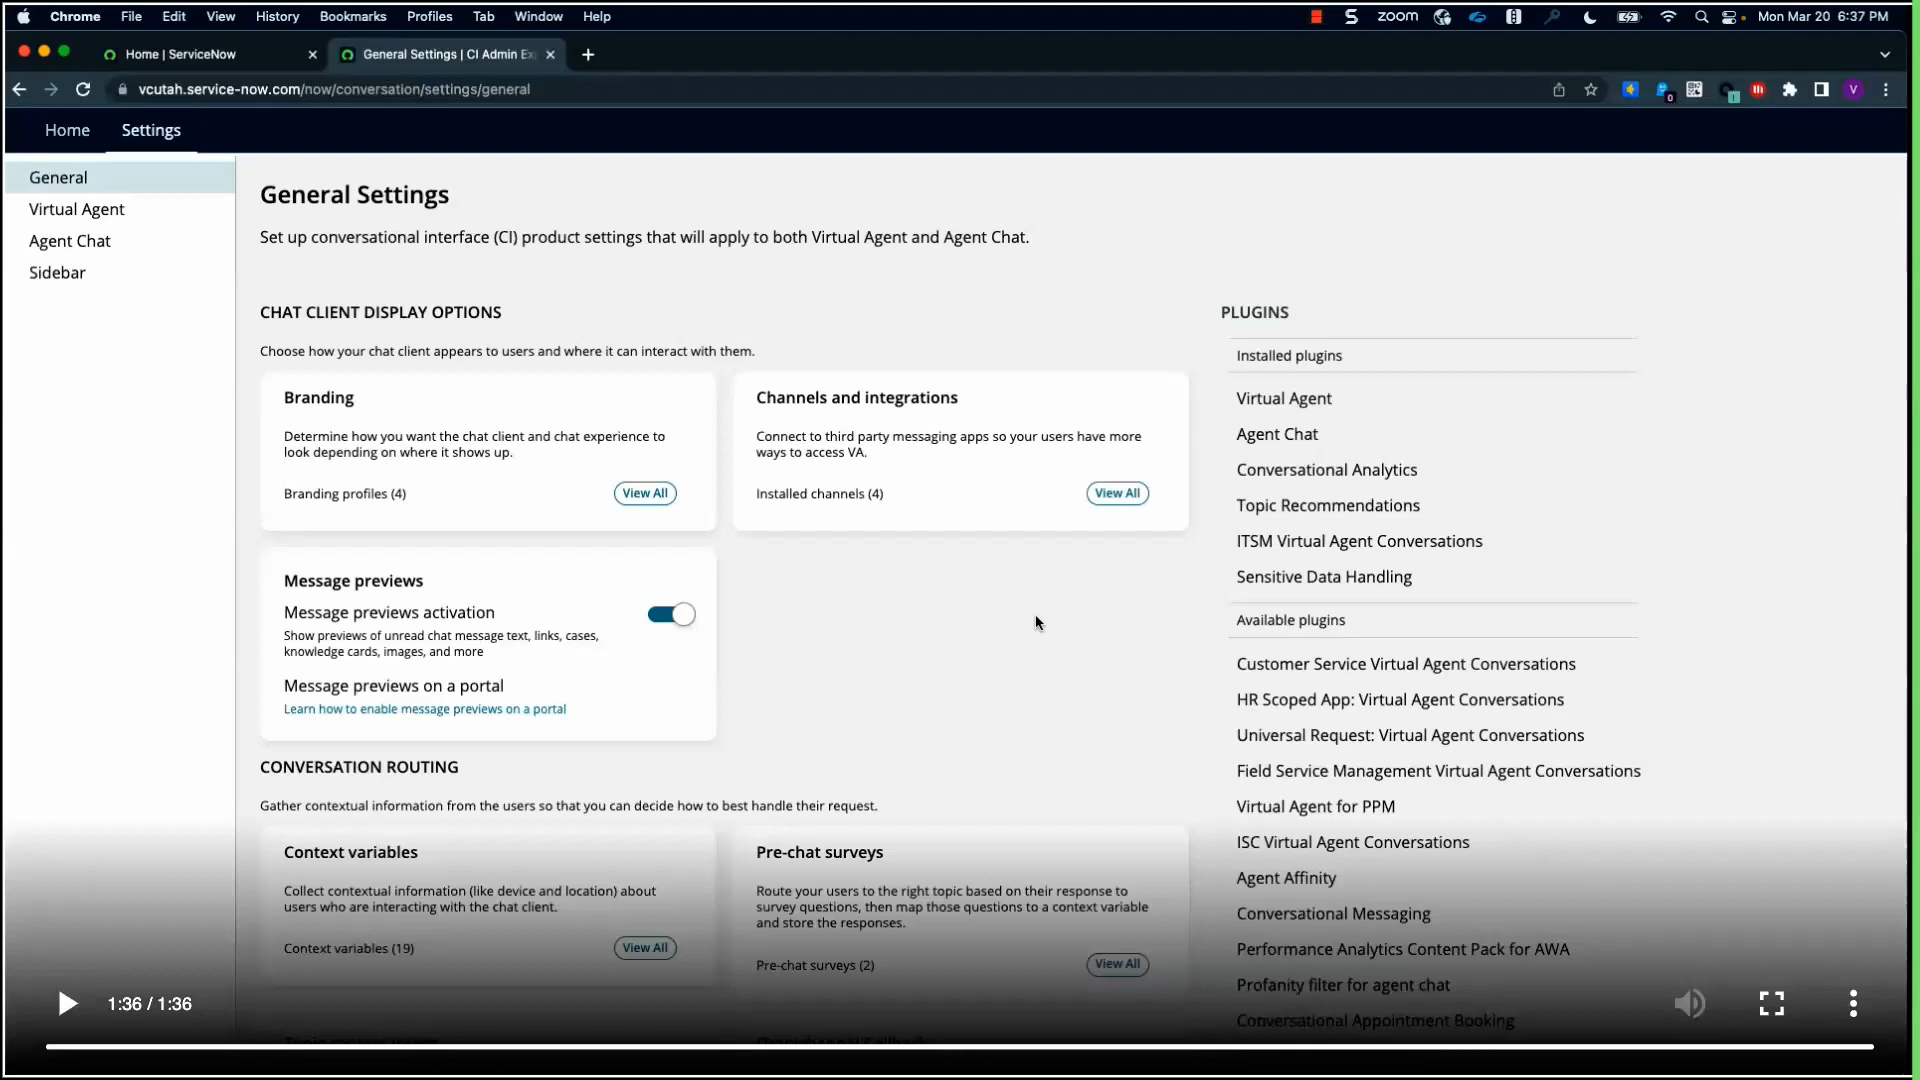 Chrome File Edit View History Bookmarks Profiles Tab Window Help
zoom
Mon Mar 20 6:37 PM
Home | ServiceNow
General Settings | CI Admin Ex
vcutah.service-now.com/now/conversation/settings/general
0
V
Home
Settings
General
Virtual Agent
Agent Chat
Sidebar
General Settings
Set up conversational interface (CI) product settings that will apply to both Virtual Agent and Agent Chat.
CHAT CLIENT DISPLAY OPTIONS
Choose how your chat client appears to users and where it can interact with them.
Branding
Determine how you want the chat client and chat experience to
look depending on where it shows up.
Branding profiles (4)
View All
Channels and integrations
Connect to third party messaging apps so your users have more
ways to access VA.
Installed channels (4)
View All
Message previews
Message previews activation
Show previews of unread chat message text, links, cases,
knowledge cards, images, and more
Message previews on a portal
Learn how to enable message previews on a portal
CONVERSATION ROUTING
Gather contextual information from the users so that you can decide how to best handle their request.
Context variables
Collect contextual information (like device and location) about
users who are interacting with the chat client.
Context variables (19)
View All
Pre-chat surveys
Route your users to the right topic based on their response to
survey questions, then map those questions to a context variable
and store the responses.
Pre-chat surveys (2)
View All
PLUGINS
Installed plugins
Virtual Agent
Agent Chat
Conversational Analytics
Topic Recommendations
ITSM Virtual Agent Conversations
Sensitive Data Handling
Available plugins
Customer Service Virtual Agent Conversations
HR Scoped App: Virtual Agent Conversations
Universal Request: Virtual Agent Conversations
Field Service Management Virtual Agent Conversations
Virtual Agent for PPM
ISC Virtual Agent Conversations
Agent Affinity
Conversational Messaging
Performance Analytics Content Pack for AWA
Profanity filter for agent chat
Conversational Appointment Booking
1:36 / 1:36